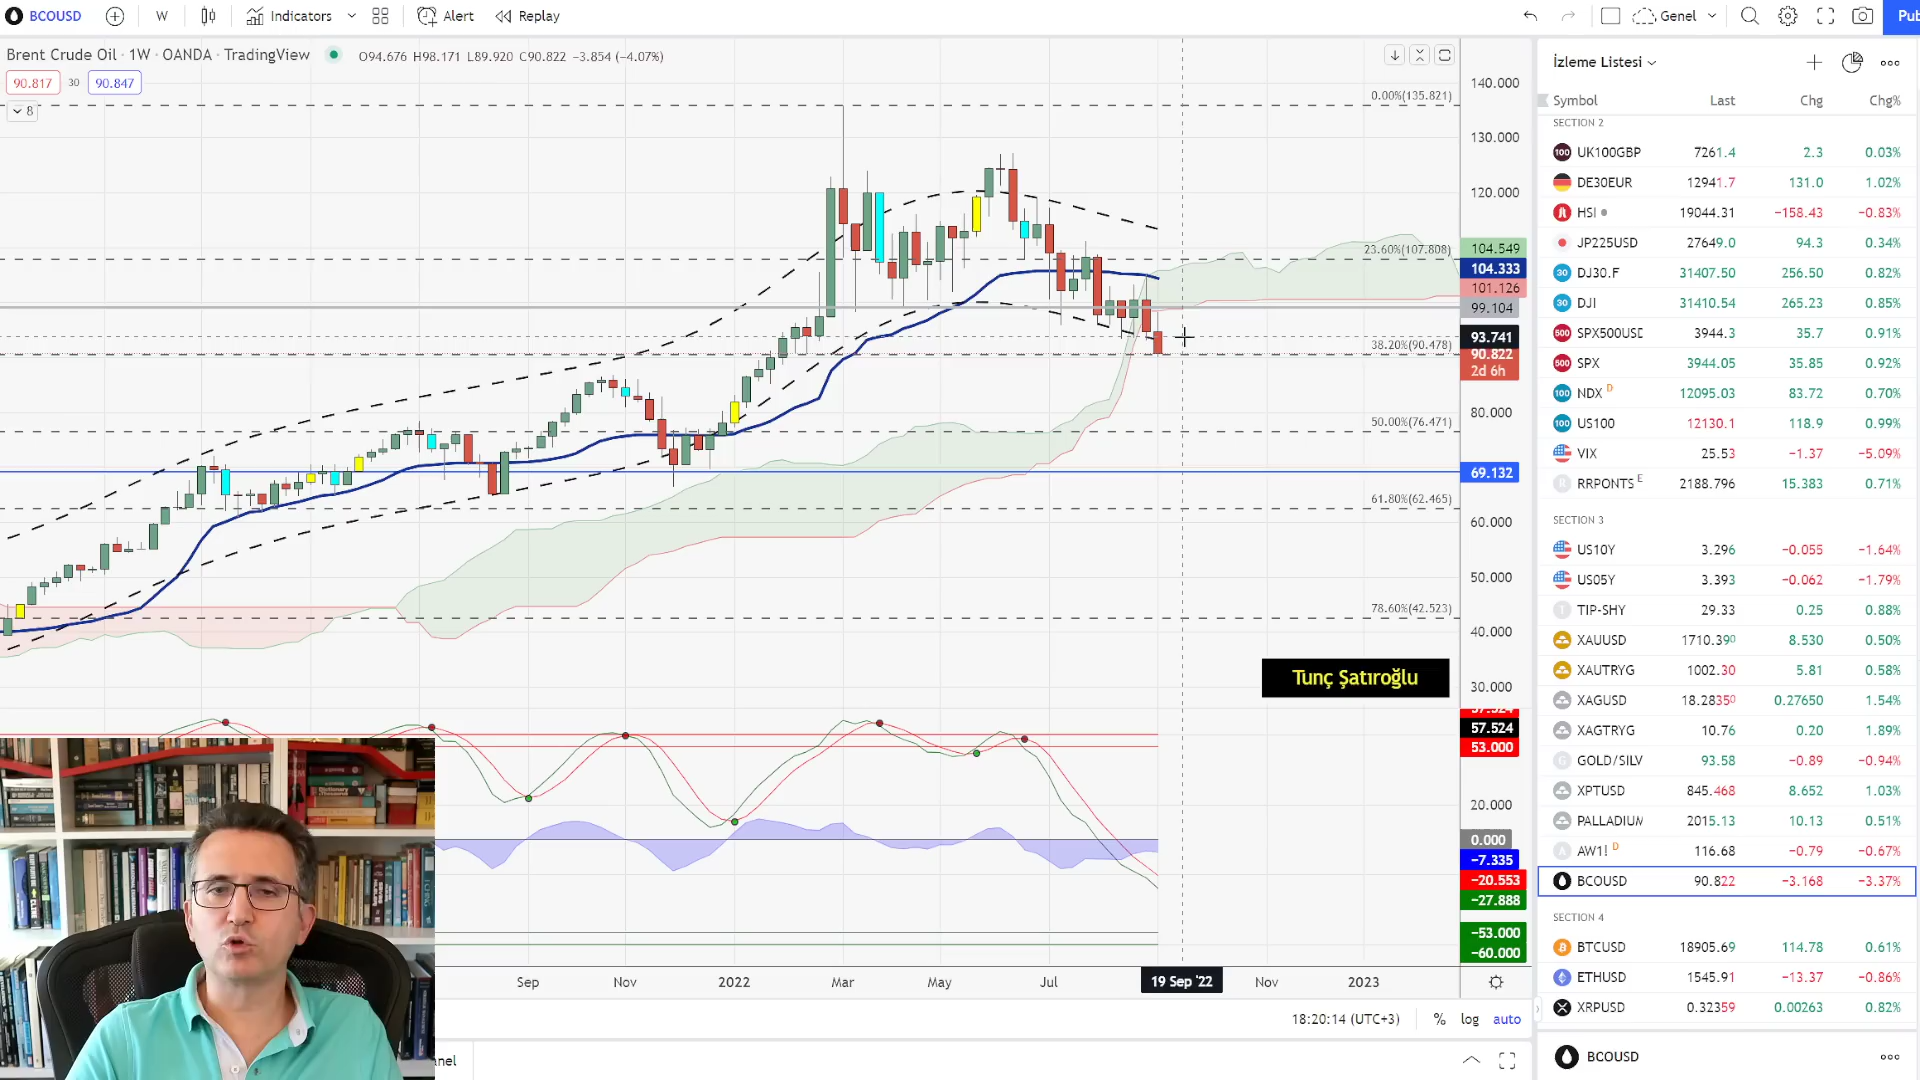 BCOUSD W Indicators Alert Replay Genel Pub
Brent Crude Oil · 1W · OANDA · TradingView O94.676 H98.171 L89.920 C90.822 −3.854 (−4.07%)
90.817 30 90.847
8
0.00%(135.821)
23.60%(107.808)
38.20%(90.478)
50.00%(76.471)
61.80%(62.465)
78.60%(42.523)
140.000
130.000
120.000
104.549
104.333
101.126
99.104
93.741
90.822
2d 6h
80.000
69.132
60.000
50.000
40.000
30.000
Tunç Şatıroğlu
57.524
53.000
20.000
0.000
−7.335
−20.553
−27.888
−53.000
−60.000
Sep Nov 2022 Mar May Jul 19 Sep '22 Nov 2023
18:20:14 (UTC+3) % log auto
anel
İzleme Listesi
Symbol Last Chg Chg%
SECTION 2
100 UK100GBP 7261.4 2.3 0.03%
DE30EUR 12941.7 131.0 1.02%
HSI 19044.31 −158.43 −0.83%
JP225USD 27649.0 94.3 0.34%
30 DJ30.F 31407.50 256.50 0.82%
30 DJI 31410.54 265.23 0.85%
500 SPX500USD 3944.3 35.7 0.91%
500 SPX 3944.05 35.85 0.92%
100 NDX D 12095.03 83.72 0.70%
100 US100 12130.1 118.9 0.99%
VIX 25.53 −1.37 −5.09%
R RRPONTS E 2188.796 15.383 0.71%
SECTION 3
US10Y 3.296 −0.055 −1.64%
US05Y 3.393 −0.062 −1.79%
T TIP-SHY 29.33 0.25 0.88%
XAUUSD 1710.390 8.530 0.50%
XAUTRYG 1002.30 5.81 0.58%
XAGUSD 18.28350 0.27650 1.54%
XAGTRYG 10.76 0.20 1.89%
G GOLD/SILV 93.58 −0.89 −0.94%
XPTUSD 845.468 8.652 1.03%
PALLADIUM 2015.13 10.13 0.51%
A AW1! D 116.68 −0.79 −0.67%
BCOUSD 90.822 −3.168 −3.37%
SECTION 4
BTCUSD 18905.69 114.78 0.61%
ETHUSD 1545.91 −13.37 −0.86%
XRPUSD 0.32359 0.00263 0.82%
BCOUSD